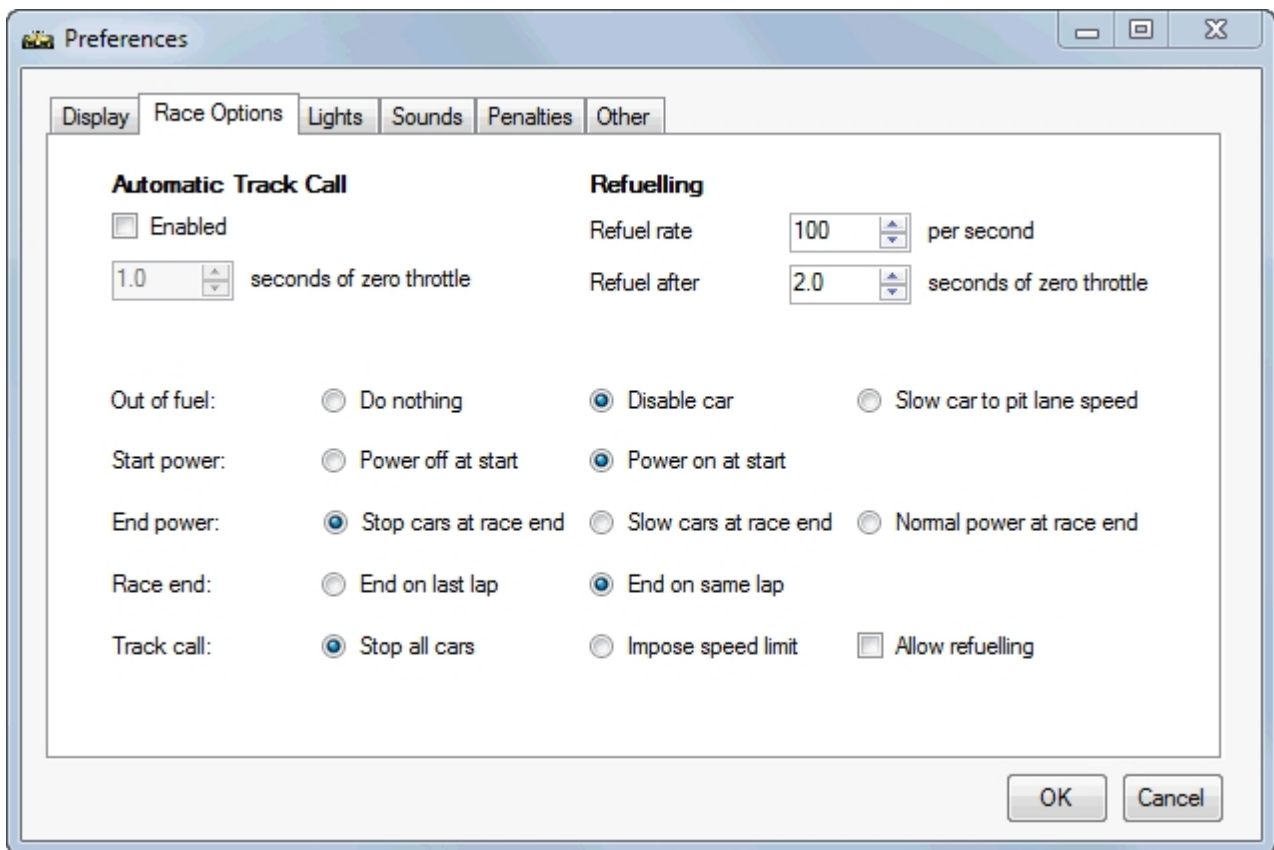 Preferences
Display Race Options Lights Sounds Penalties Other
Automatic Track Call Refuelling
Enabled Refuel rate 100 per second
1.0 seconds of zero throttle Refuel after 2.0 seconds of zero throttle
Out of fuel: Do nothing Disable car Slow car to pit lane speed
Start power: Power off at start Power on at start
End power: Stop cars at race end Slow cars at race end Normal power at race end
Race end: End on last lap End on same lap
Track call: Stop all cars Impose speed limit Allow refuelling
OK Cancel